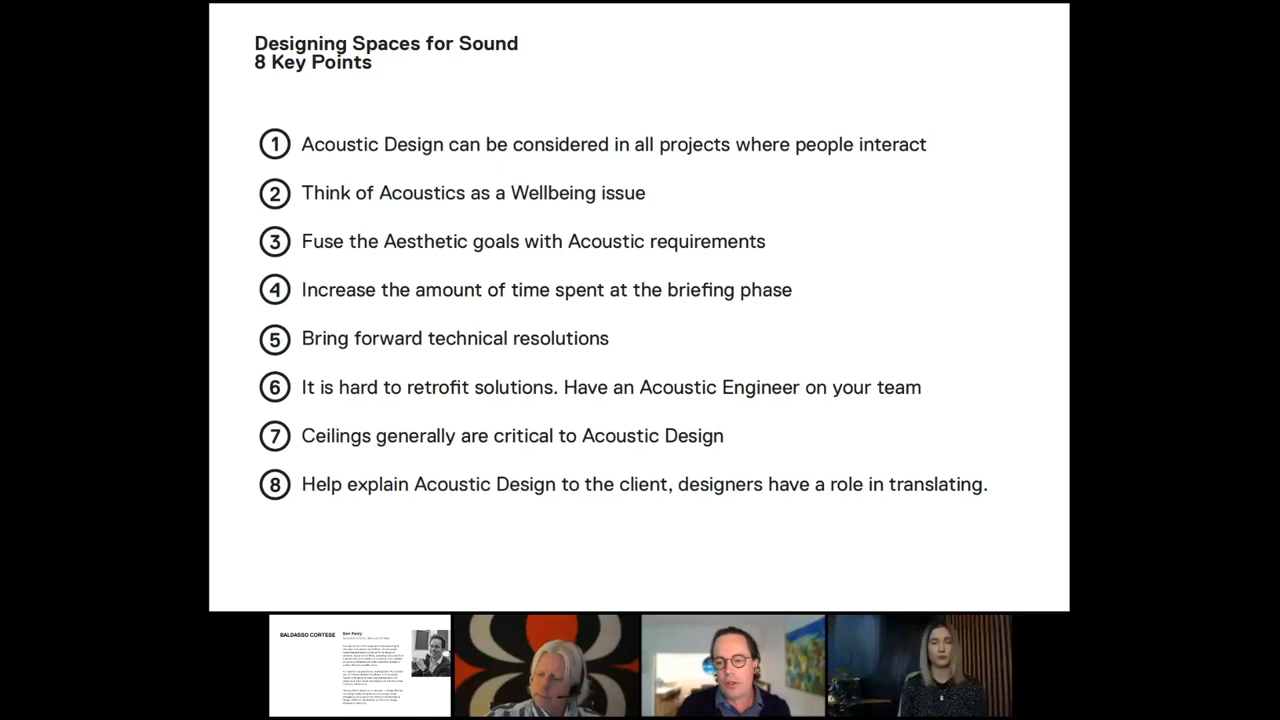 Designing Spaces for Sound
8 Key Points
1 Acoustic Design can be considered in all projects where people interact
2 Think of Acoustics as a Wellbeing issue
3 Fuse the Aesthetic goals with Acoustic requirements
4 Increase the amount of time spent at the briefing phase
5 Bring forward technical resolutions
6 It is hard to retrofit solutions. Have an Acoustic Engineer on your team
7 Ceilings generally are critical to Acoustic Design
8 Help explain Acoustic Design to the client, designers have a role in translating.
BALDASSO CORTESE